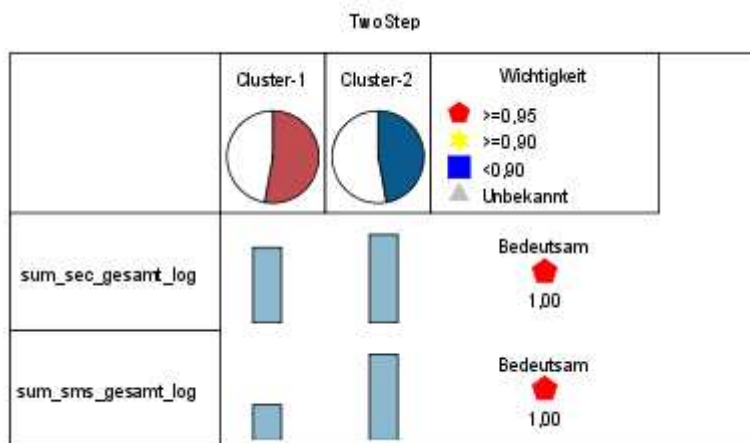 TwoStep
Cluster-1
Cluster-2
Wichtigkeit
>=0,95
>=0,90
<0,90
Unbekannt
sum_sec_gesamt_log
Bedeutsam
1,00
sum_sms_gesamt_log
Bedeutsam
1,00